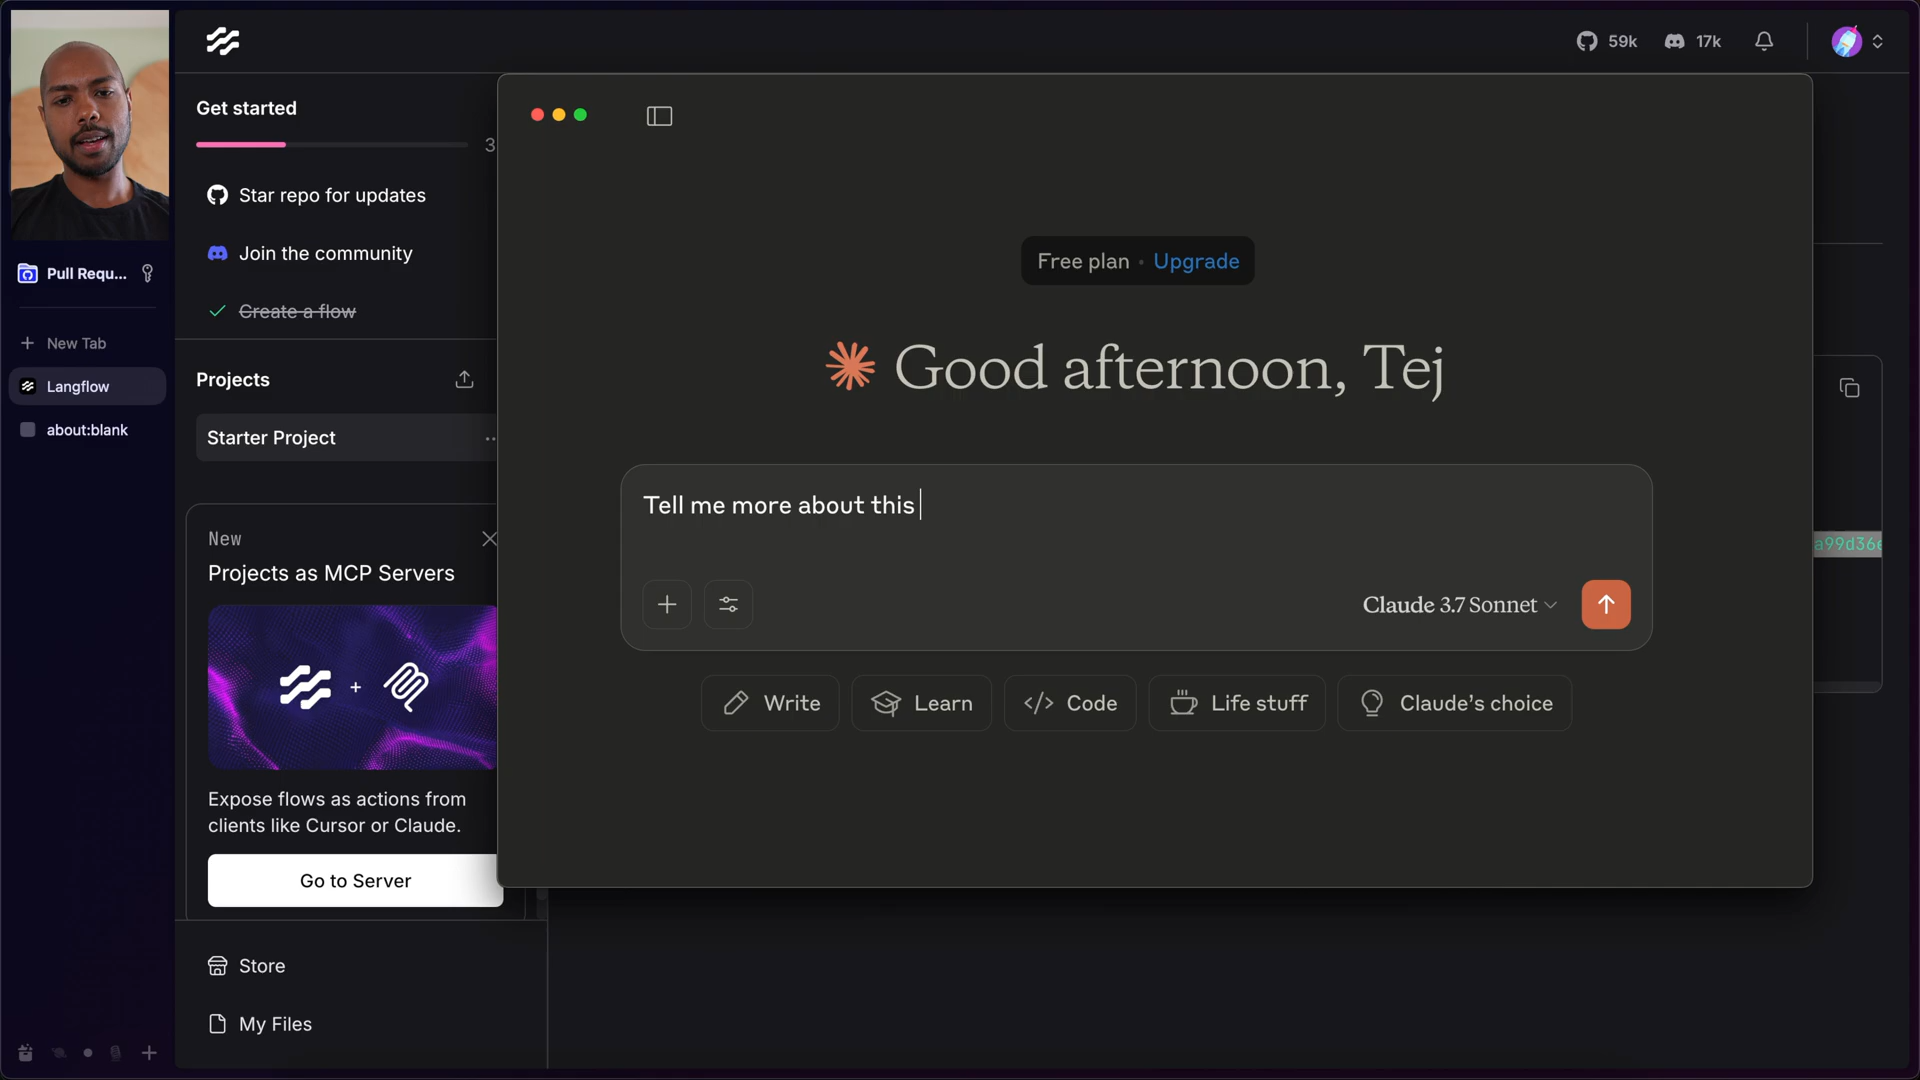 59k
17k
Get started
3
Star repo for updates
Join the community
Create a flow
Pull Requ...
New Tab
Langflow
about:blank
Projects
Starter Project
New
Projects as MCP Servers
+
Expose flows as actions from
clients like Cursor or Claude.
Go to Server
Store
My Files
Free plan • Upgrade
Good afternoon, Tej
Tell me more about this
Claude 3.7 Sonnet
Write
Learn
Code
Life stuff
Claude's choice
a99d36